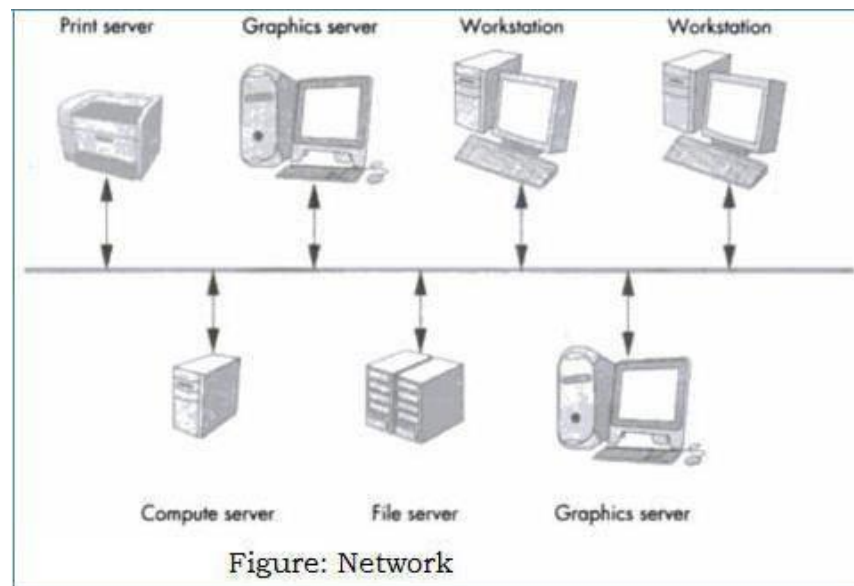 Print server Graphics server Workstation Workstation
Compute server File server Graphics server
Figure: Network